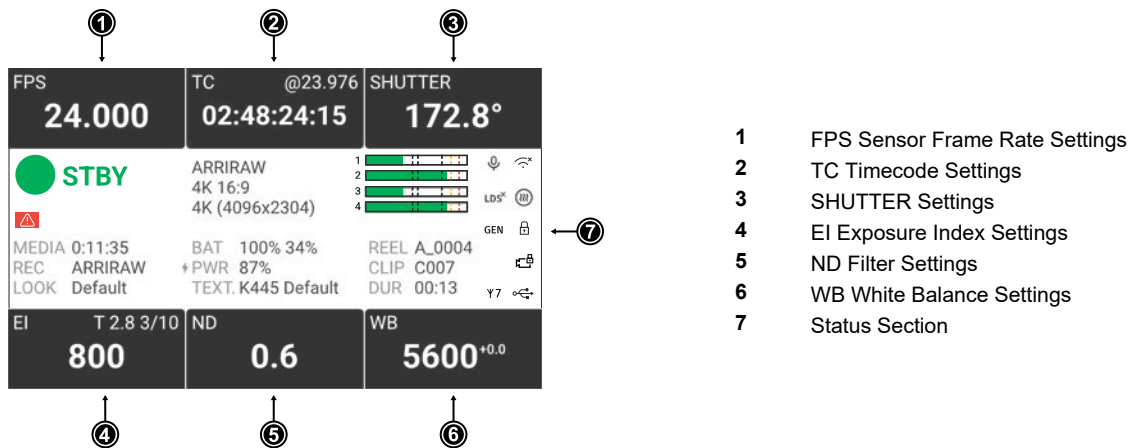 1 2 3
FPS
24.000
TC @23.976
02:48:24:15
SHUTTER
172.8°
STBY
ARRIRAW
4K 16:9
4K (4096x2304)
1
2
3
4
LDSˣ
GEN
7
MEDIA 0:11:35
REC ARRIRAW
LOOK Default
BAT 100% 34%
PWR 87%
TEXT. K445 Default
REEL A_0004
CLIP C007
DUR 00:13
7
EI T 2.8 3/10
800
ND
0.6
WB
5600+0.0
4 5 6
1 FPS Sensor Frame Rate Settings
2 TC Timecode Settings
3 SHUTTER Settings
4 EI Exposure Index Settings
5 ND Filter Settings
6 WB White Balance Settings
7 Status Section